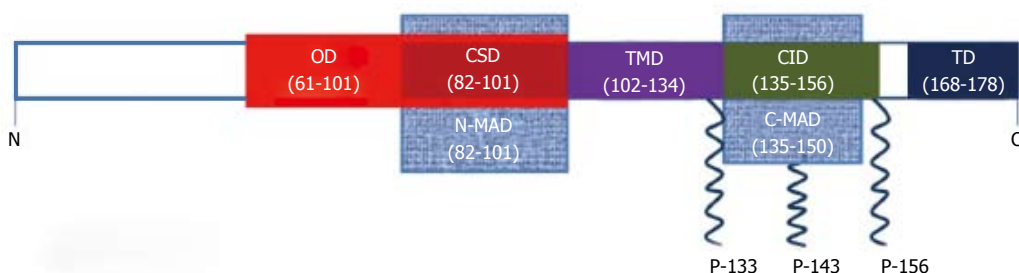 OD
(61-101)
CSD
(82-101)
TMD
(102-134)
CID
(135-156)
TD
(168-178)
N-MAD
(82-101)
C-MAD
(135-150)
N
C
P-133
P-143
P-156